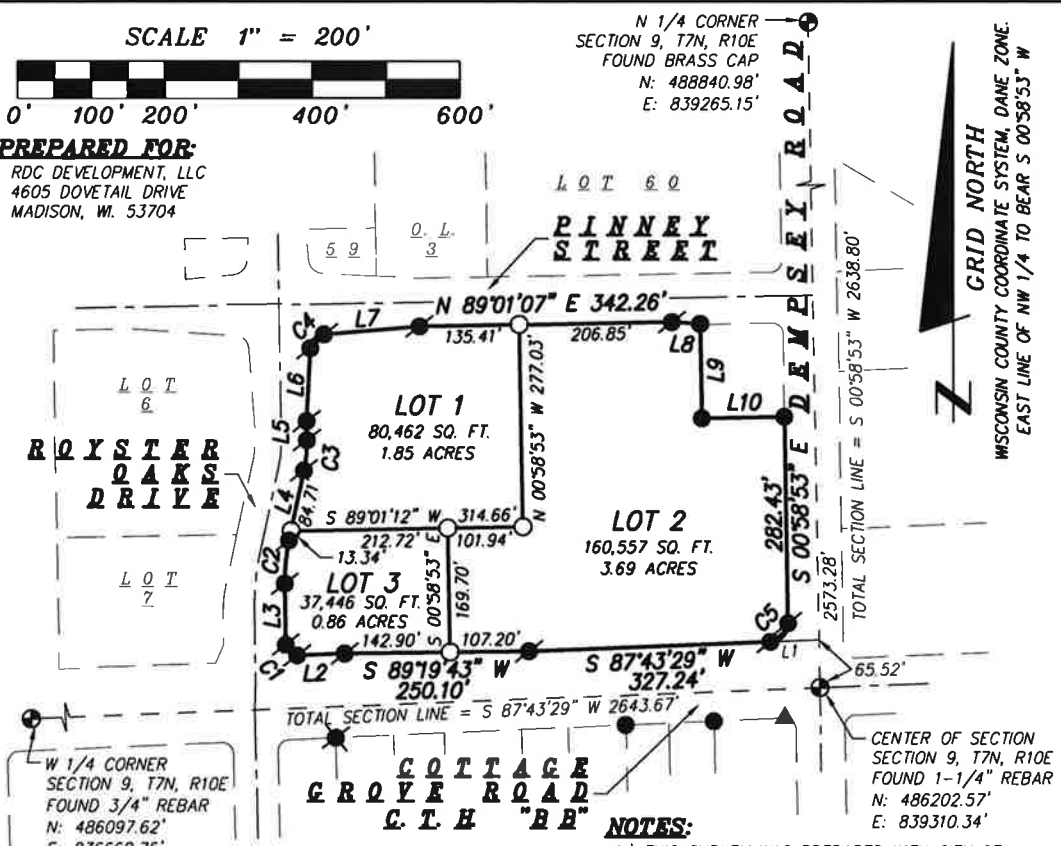 SCALE 1" = 200'
0' 100' 200' 400' 600'
PREPARED FOR:
RDC DEVELOPMENT, LLC
4605 DOVETAIL DRIVE
MADISON, WI. 53704
N 1/4 CORNER
SECTION 9, T7N, R10E
FOUND BRASS CAP
N: 488840.98'
E: 839265.15'
DEMPSEY ROAD
GRID NORTH
WISCONSIN COUNTY COORDINATE SYSTEM, DANE ZONE.
EAST LINE OF NW 1/4 TO BEAR S 00°58'53" W
N
LOT 60
PINNEY
STREET
59
O.L.
3
N 89°01'07" E 342.26'
135.41'
206.85'
C4
L7
L8
L9
L10
L6
L5
C3
L4
84.71'
LOT
6
ROYSTER
OAKS
DRIVE
LOT
7
LOT 1
80,462 SQ. FT.
1.85 ACRES
N 00°58'53" W 277.03'
S 89°01'12" W 314.66'
212.72'
101.94'
13.34'
LOT 2
160,557 SQ. FT.
3.69 ACRES
282.43'
S 00°58'53" E
2573.28'
TOTAL SECTION LINE = S 00°58'53" W 2638.80'
C2
L3
C1
L2
LOT 3
37,446 SQ. FT.
0.86 ACRES
S 00°58'53" E
169.70'
142.90'
107.20'
S 89°19'43" W
250.10'
S 87°43'29" W
327.24'
C5
L1
65.52'
TOTAL SECTION LINE = S 87°43'29" W 2643.67'
W 1/4 CORNER
SECTION 9, T7N, R10E
FOUND 3/4" REBAR
N: 486097.62'
COTTAGE
GROVE ROAD
C.T.H. "BB"
CENTER OF SECTION
SECTION 9, T7N, R10E
FOUND 1-1/4" REBAR
N: 486202.57'
E: 839310.34'
NOTES: